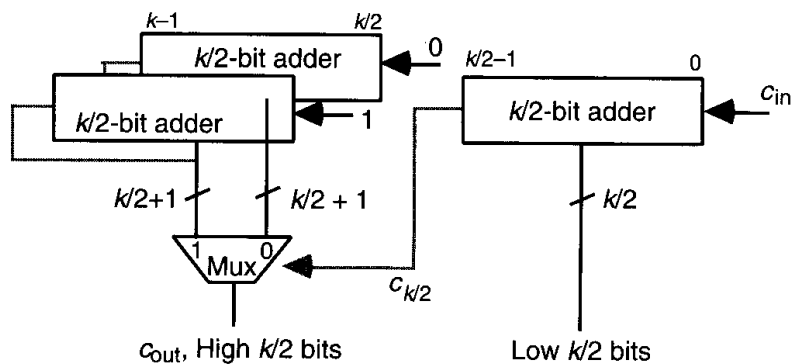 k–1 k/2
k/2-bit adder 0
k/2-bit adder 1
k/2–1 0
k/2-bit adder c_in
k/2+1 k/2 + 1 k/2
1 0
Mux
c_k/2
c_out, High k/2 bits
Low k/2 bits